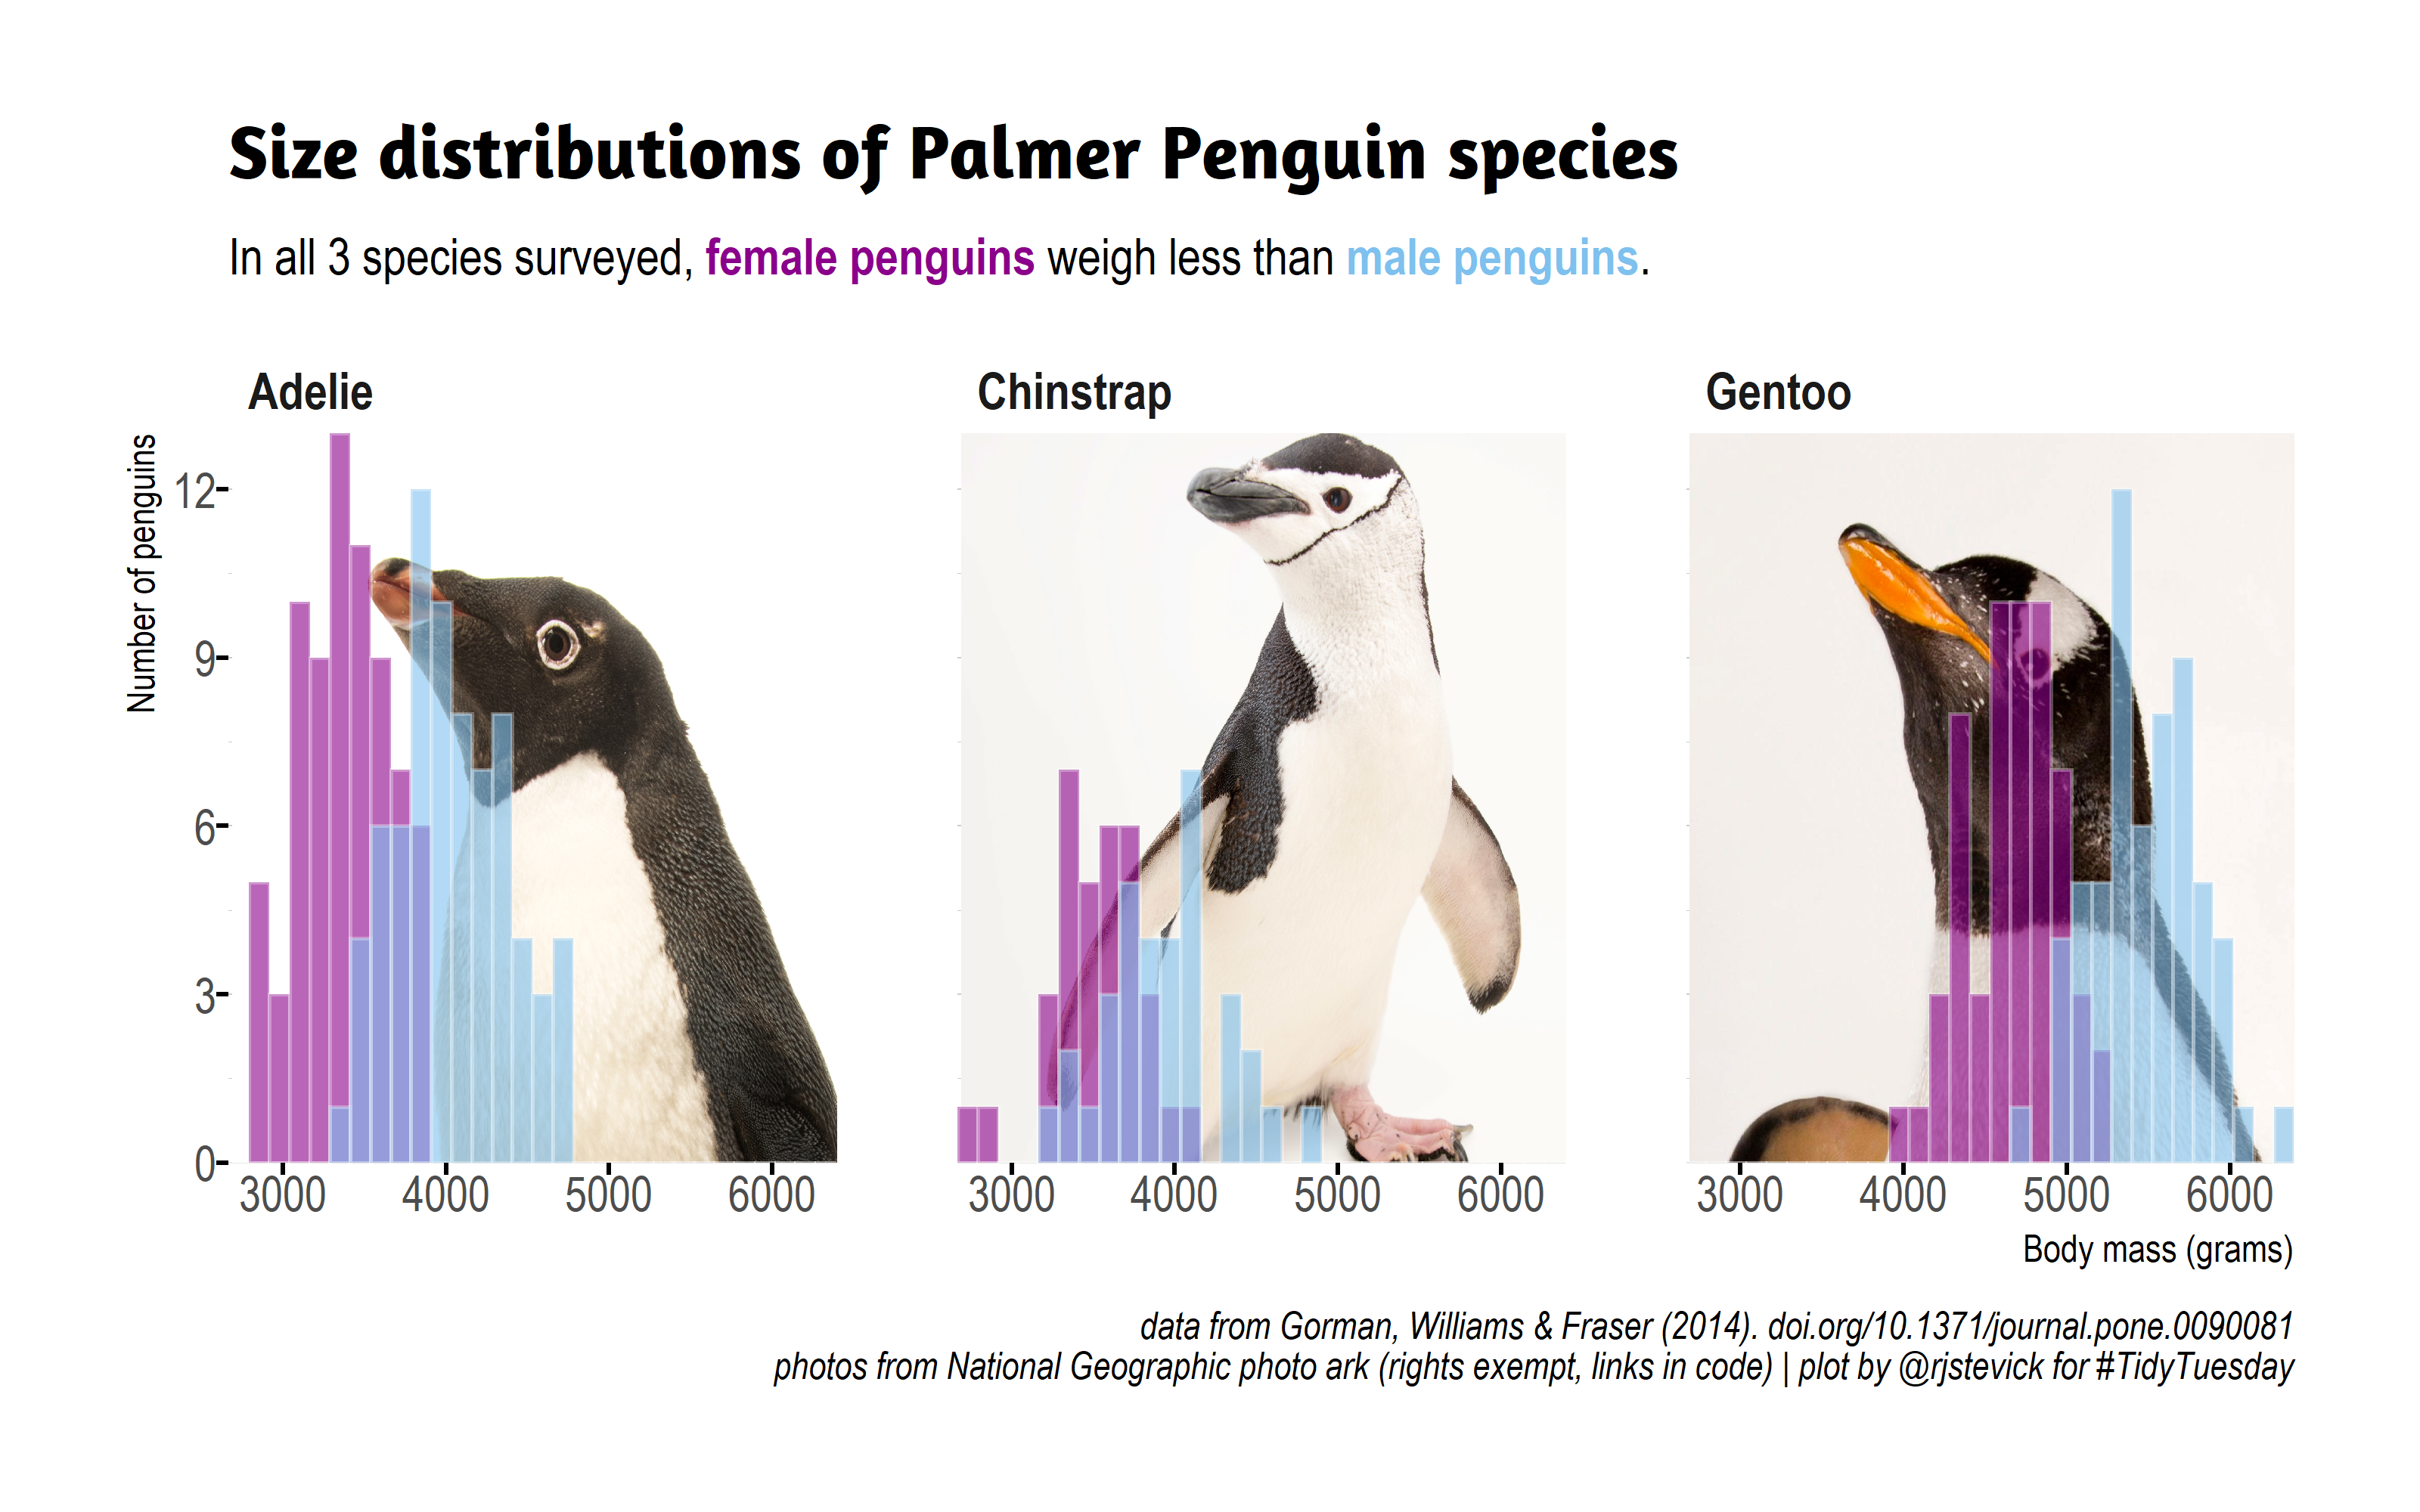 Size distributions of Palmer Penguin species
In all 3 species surveyed, female penguins weigh less than male penguins.
Adelie
Chinstrap
Gentoo
Number of penguins
12
9
6
3
0
3000 4000 5000 6000
3000 4000 5000 6000
3000 4000 5000 6000
Body mass (grams)
data from Gorman, Williams & Fraser (2014). doi.org/10.1371/journal.pone.0090081
photos from National Geographic photo ark (rights exempt, links in code) | plot by @rjstevick for #TidyTuesday